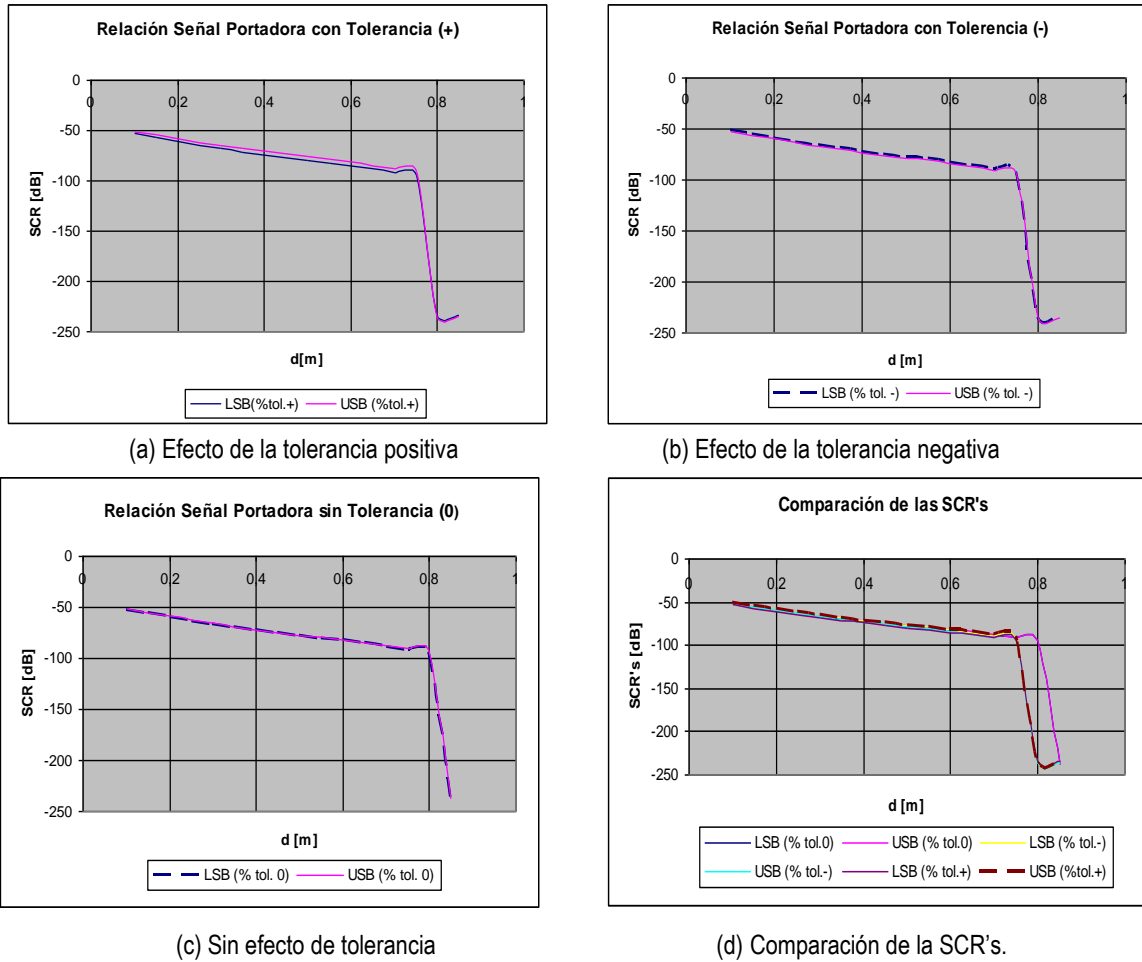 Relación Señal Portadora con Tolerancia (+)
0
0
0.2
0.4
0.6
0.8
1
-50
-100
-150
-200
-250
SCR [dB]
d[m]
LSB(%tol.+) USB (%tol.+)
(a) Efecto de la tolerancia positiva
Relación Señal Portadora con Tolerencia (-)
0
0
0.2
0.4
0.6
0.8
1
-50
-100
-150
-200
-250
SCR [dB]
d [m]
LSB (% tol. -) USB (% tol. -)
(b) Efecto de la tolerancia negativa
Relación Señal Portadora sin Tolerancia (0)
0
0
0.2
0.4
0.6
0.8
1
-50
-100
-150
-200
-250
SCR [dB]
d [m]
LSB (% tol. 0) USB (% tol. 0)
(c) Sin efecto de tolerancia
Comparación de las SCR's
0
0
0.2
0.4
0.6
0.8
1
-50
-100
-150
-200
-250
SCR's [dB]
d [m]
LSB (% tol.0) USB (% tol.0) LSB (% tol.-)
USB (% tol.-) LSB (% tol.+) USB (%tol.+)
(d) Comparación de la SCR’s.